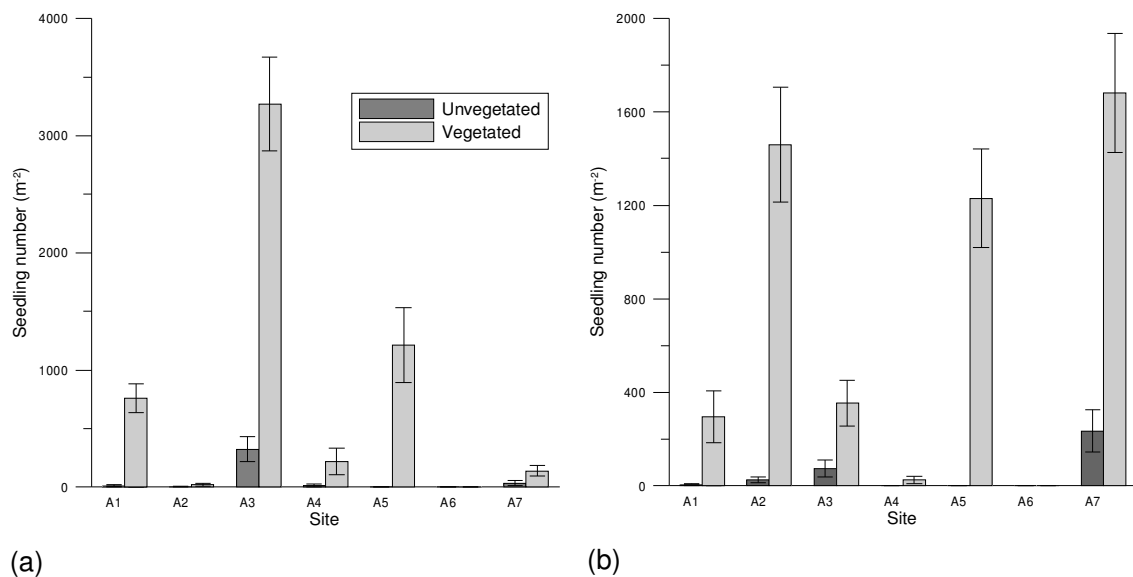 4000
3000
2000
1000
0
Seedling number (m-2)
Unvegetated
Vegetated
A1 A2 A3 A4 A5 A6 A7
Site
(a)
2000
1600
1200
800
400
0
Seedling number (m-2)
A1 A2 A3 A4 A5 A6 A7
Site
(b)